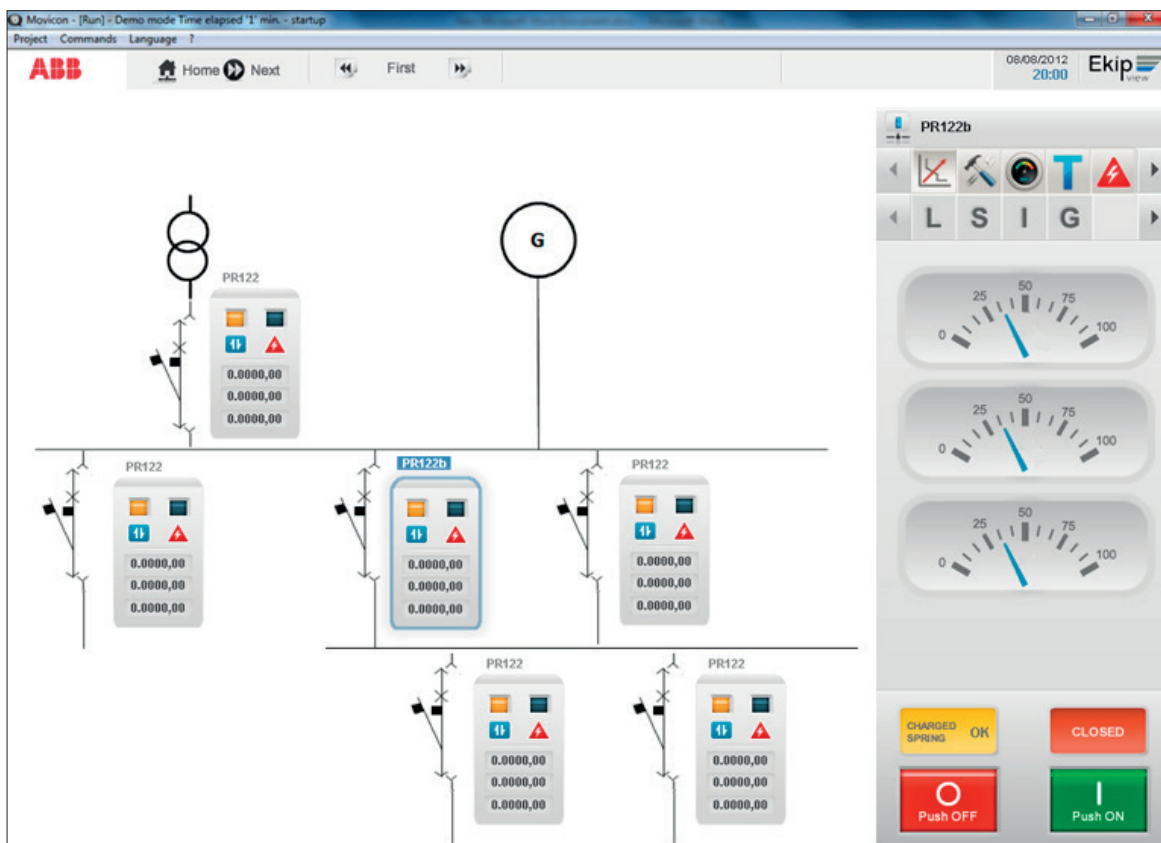 Movicon - [Run] - Demo mode Time elapsed '1' min. - startup
Project Commands Language ?
ABB Home Next First
08/08/2012
20:00
Ekip
view
PR122b
T
L S I G
G
PR122
0.0000,00
0.0000,00
0.0000,00
0 25 50 75 100
0 25 50 75 100
0 25 50 75 100
PR122
0.0000,00
0.0000,00
0.0000,00
PR122b
0.0000,00
0.0000,00
0.0000,00
PR122
0.0000,00
0.0000,00
0.0000,00
PR122
0.0000,00
0.0000,00
0.0000,00
PR122
0.0000,00
0.0000,00
0.0000,00
CHARGED
SPRING OK
CLOSED
O
Push OFF
I
Push ON